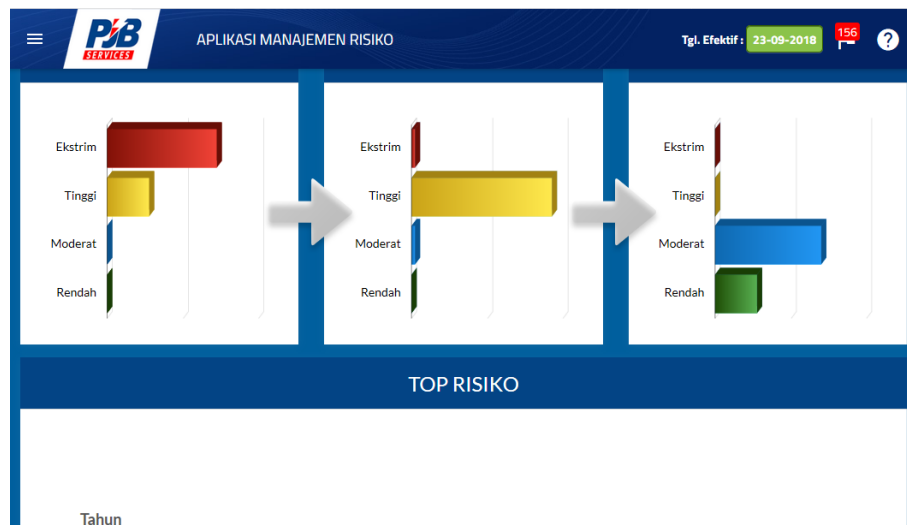 PJB
SERVICES
APLIKASI MANAJEMEN RISIKO
Tgl. Efektif : 23-09-2018
156
?
Ekstrim
Tinggi
Moderat
Rendah
Ekstrim
Tinggi
Moderat
Rendah
Ekstrim
Tinggi
Moderat
Rendah
TOP RISIKO
Tahun